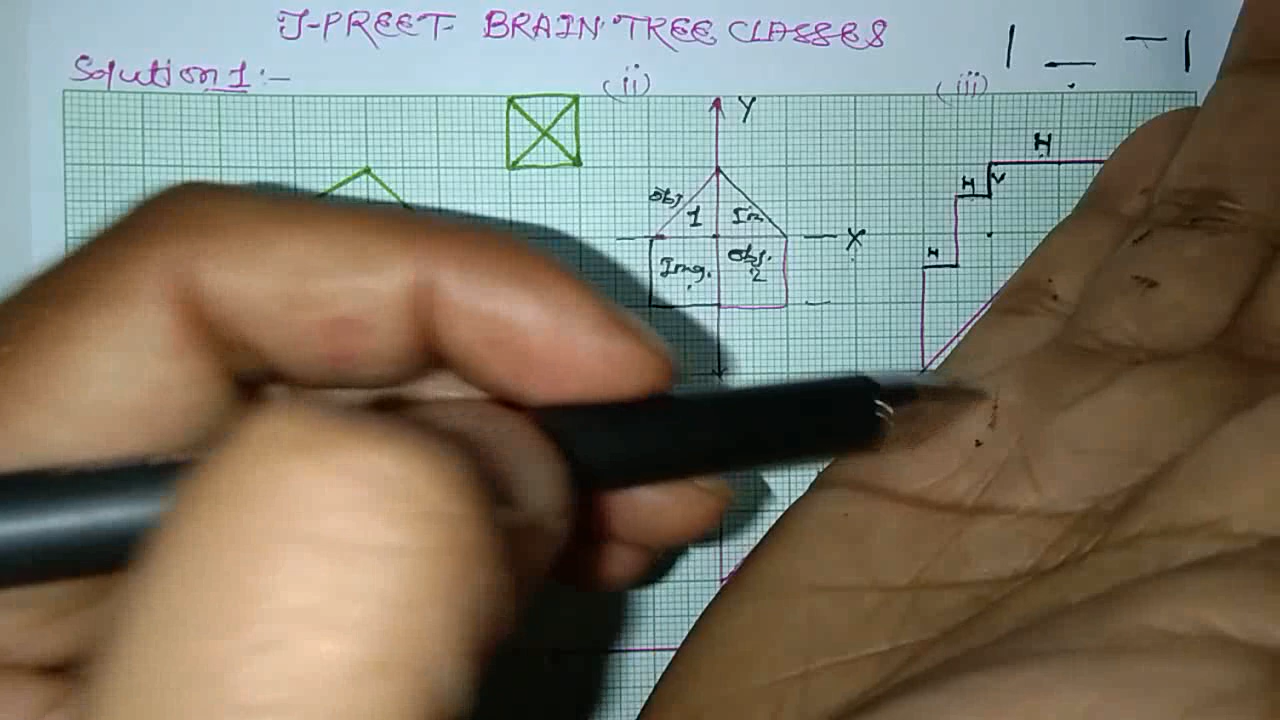 J-PREET BRAIN TREE CLASSES
Solution 1:-
(ii)
(iii)
Y
H
H
V
obj
1
Im
X
H
Img.
obj.
2